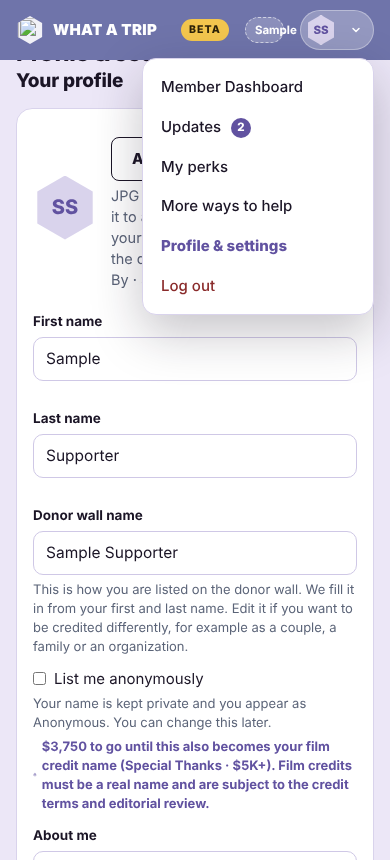 WHAT A TRIP
BETA
Sample
SS
Your profile
Member Dashboard
Updates 2
My perks
More ways to help
Profile & settings
Log out
SS
A
JPG
it to
your
the
By ·
First name
Sample
Last name
Supporter
Donor wall name
Sample Supporter
This is how you are listed on the donor wall. We fill it
in from your first and last name. Edit it if you want to
be credited differently, for example as a couple, a
family or an organization.
List me anonymously
Your name is kept private and you appear as
Anonymous. You can change this later.
$3,750 to go until this also becomes your film
credit name (Special Thanks · $5K+). Film credits
must be a real name and are subject to the credit
terms and editorial review.
About me